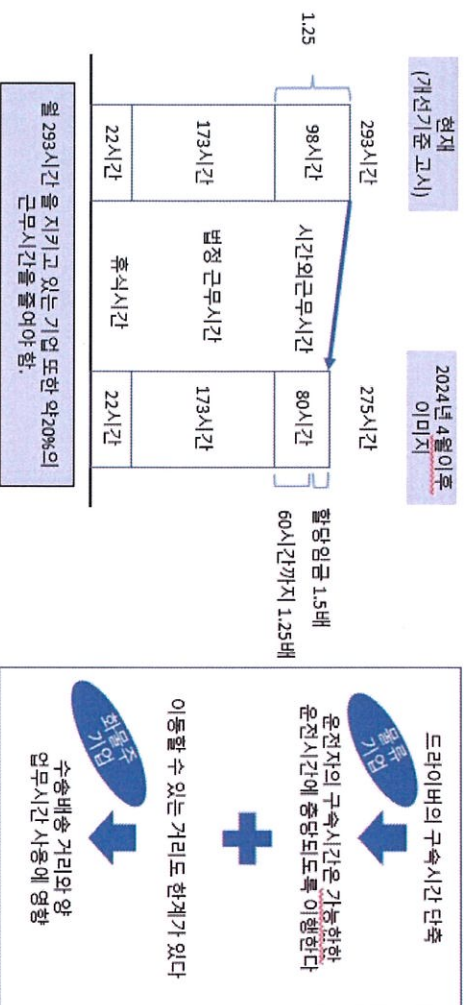 현재
(개선기준 고시)
2024년 4월이후
이미지
293시간
275시간
1.25
98시간
시간외근무시간
80시간
할당임금 1.5배
60시간까지 1.25배
173시간
법정 근무시간
173시간
22시간
휴식시간
22시간
월 293시간 을 지키고 있는 기업 또한 약20%의
근무시간을 줄여야 함.
드라이버의 구속시간 단축
물류
기업
운전자의 구속시간은 가능한한
운전시간에 충당되도록 이행한다
이동할 수 있는 거리도 한계가 있다
화물주
기업
수송배송 거리와 양
업무시간 사용에 영향